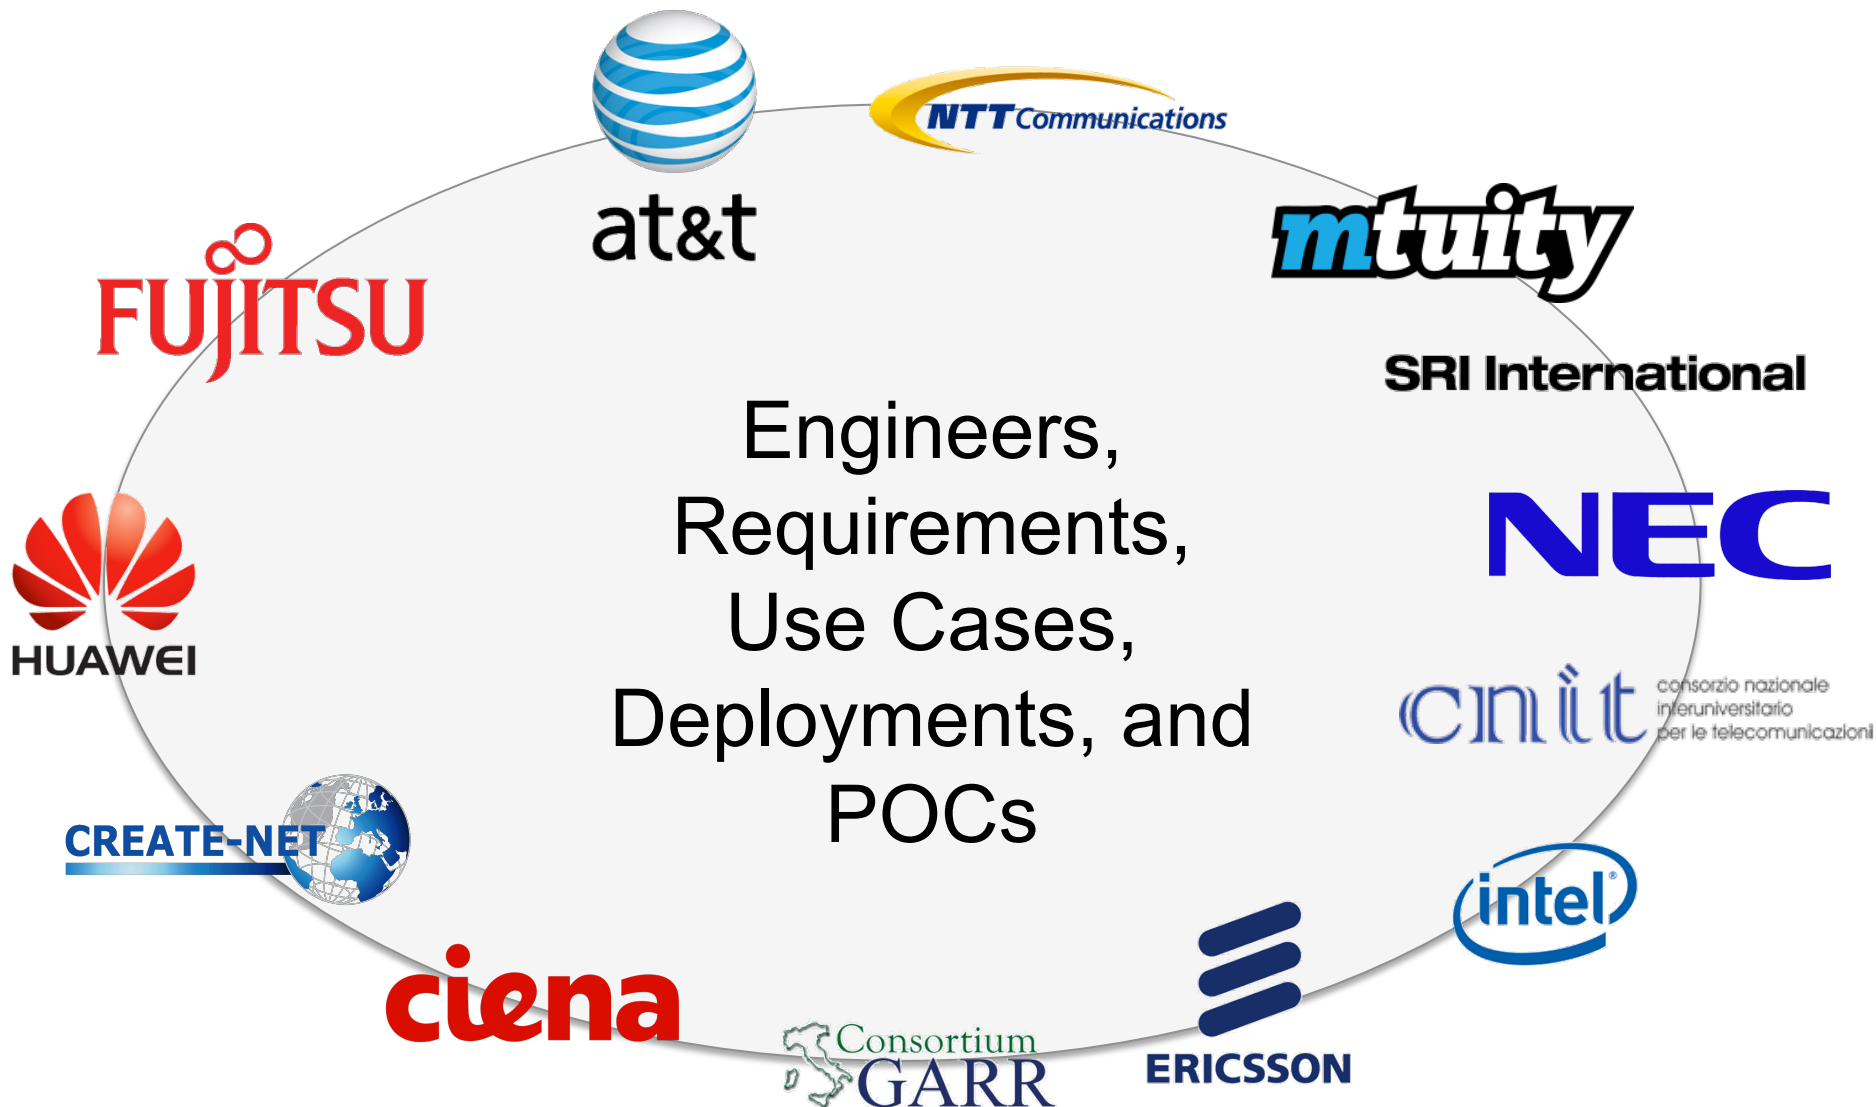 at&t
NTT Communications
mtuity
FUJITSU
SRI International
Engineers,
Requirements,
Use Cases,
Deployments, and
POCs
NEC
HUAWEI
cnit
consorzio nazionale
interuniversitario
per le telecomunicazioni
CREATE-NET
intel®
ciena
ERICSSON
Consortium
GARR